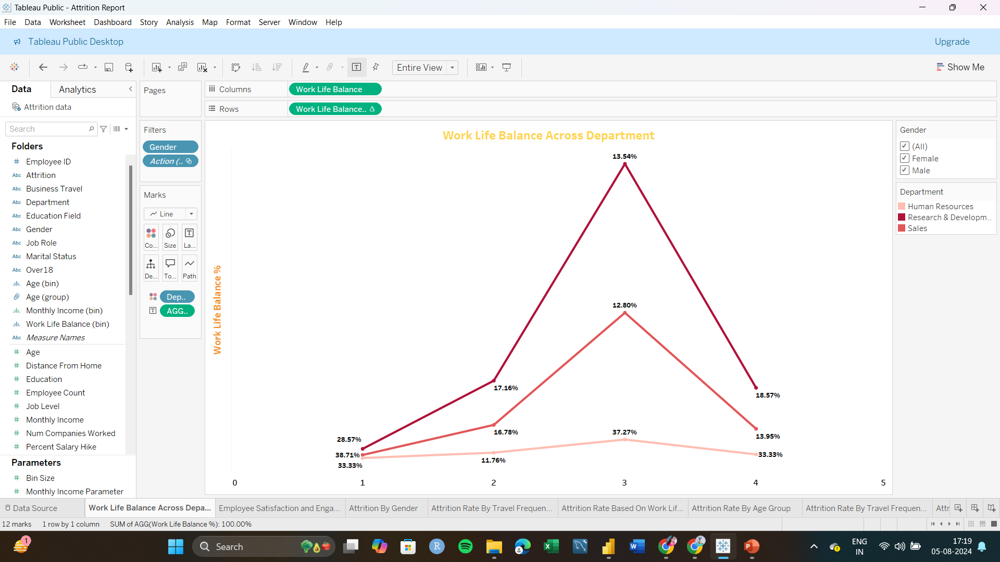 Tableau Public - Attrition Report
File Data Worksheet Dashboard Story Analysis Map Format Server Window Help
Tableau Public Desktop
Upgrade
Entire View
Show Me
Data
Analytics
Attrition data
Search
Folders
Employee ID
Abc Attrition
Abc Business Travel
Abc Department
Abc Education Field
Abc Gender
Abc Job Role
Abc Marital Status
Abc Over18
Age (bin)
Age (group)
Monthly Income (bin)
Work Life Balance (bin)
Abc Measure Names
Age
Distance From Home
Education
Employee Count
Job Level
Monthly Income
Num Companies Worked
Percent Salary Hike
Parameters
Bin Size
Monthly Income Parameter
Pages
Filters
Gender
Action (..
Marks
Line
Co...
Size
La...
De...
To...
Path
Dep..
AGG..
Columns
Work Life Balance
Rows
Work Life Balance.. Δ
Work Life Balance Across Department
Work Life Balance %
13.54%
12.80%
17.16%
18.57%
16.78%
37.27%
13.95%
28.57%
38.71%
33.33%
11.76%
33.33%
0 1 2 3 4 5
Gender
(All)
Female
Male
Department
Human Resources
Research & Developm..
Sales
Data Source
Work Life Balance Across Depa...
Employee Satisfaction and Enga...
Attrition By Gender
Attrition Rate By Travel Frequen...
Attrition Rate Based On Work Lif...
Attrition Rate By Age Group
Attrition Rate By Travel Frequen...
Attr
12 marks 1 row by 1 column SUM of AGG(Work Life Balance %): 100.00%
1
Search
ENG
IN
17:19
05-08-2024